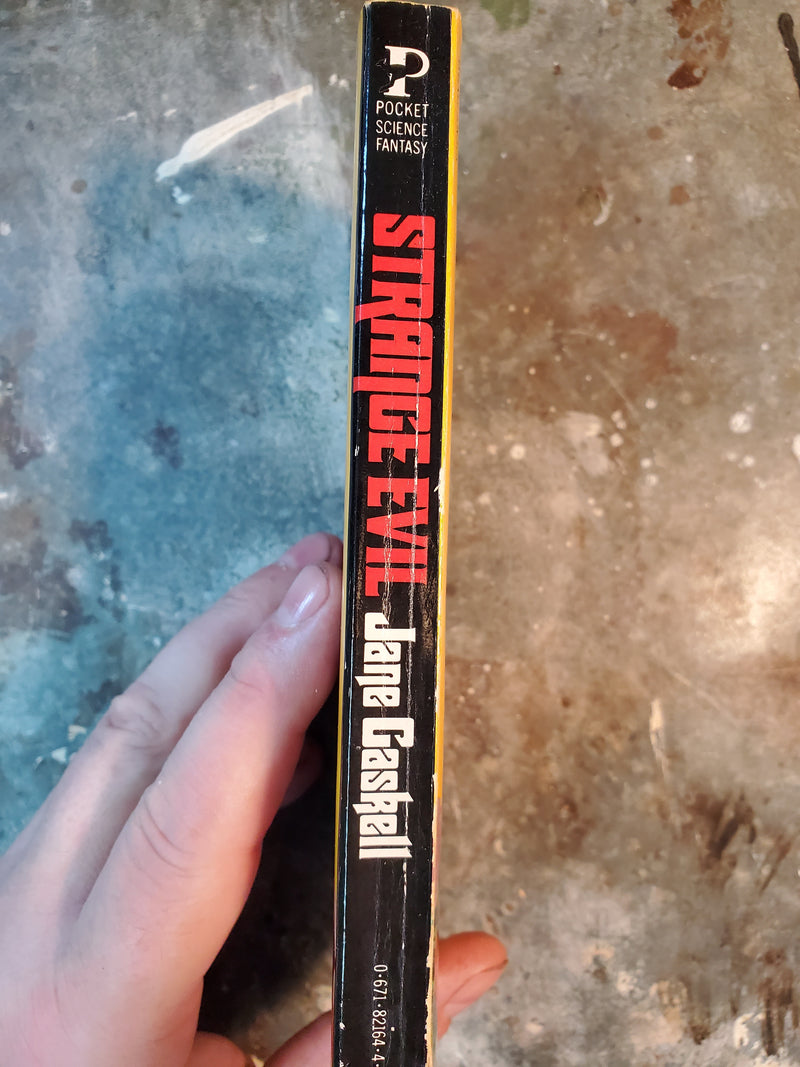 P
POCKET
SCIENCE
FANTASY
STRANGE EVIL Jane Gaskell
0·671·82164·4·